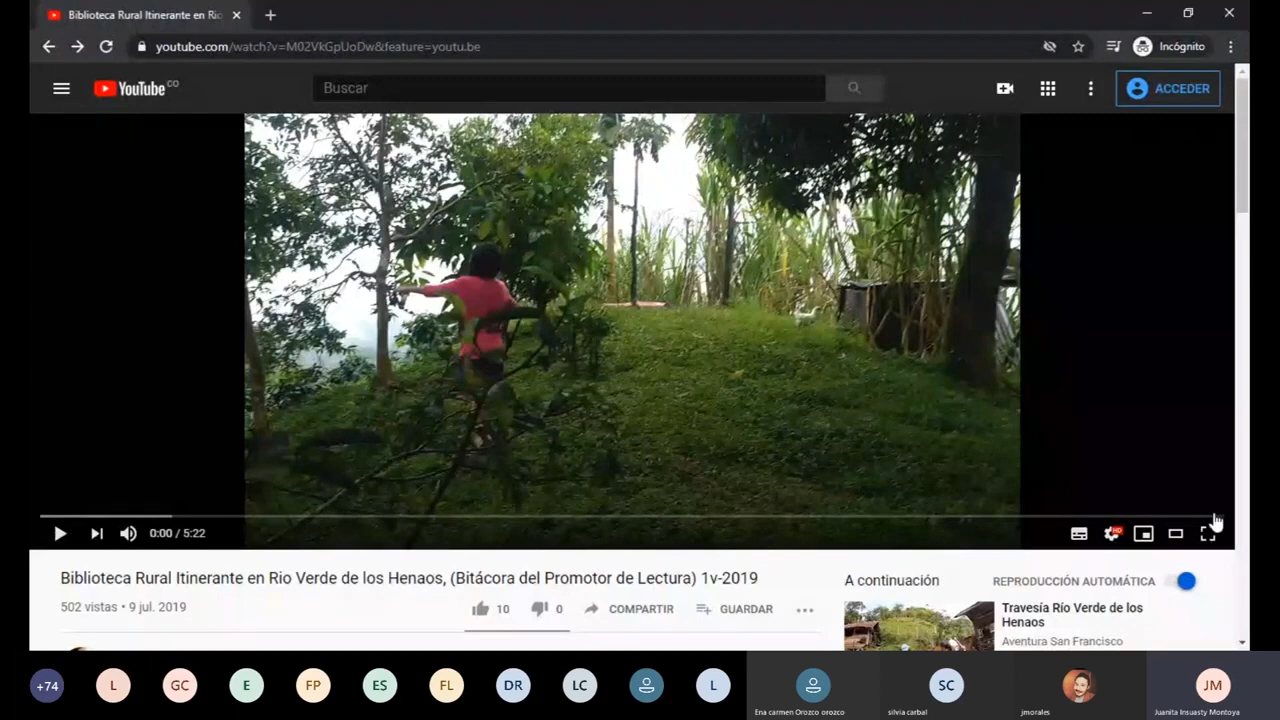 Biblioteca Rural Itinerante en Rio
youtube.com/watch?v=M02VkGpUoDw&feature=youtu.be
Incógnito
YouTube CO
Buscar
ACCEDER
0:00 / 5:22
HD
Biblioteca Rural Itinerante en Rio Verde de los Henaos, (Bitácora del Promotor de Lectura) 1v-2019
502 vistas • 9 jul. 2019
10
0
COMPARTIR
GUARDAR
A continuación
REPRODUCCIÓN AUTOMÁTICA
Travesía Río Verde de los
Henaos
Aventura San Francisco
+74
L
GC
E
FP
ES
FL
DR
LC
L
Ena carmen Orozco orozco
SC
silvia carbal
jmorales
JM
Juanita Insuasty Montoya